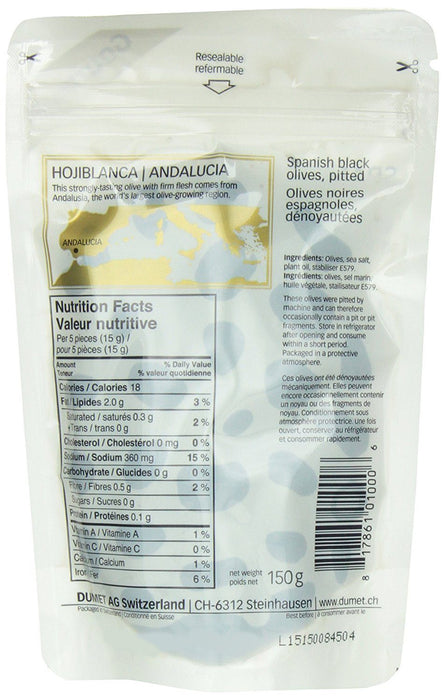 Resealable
refermable
HOJIBLANCA | ANDALUCIA
This strongly-tasting olive with firm flesh comes from
Andalusia, the world's largest olive-growing region.
ANDALUCIA
Spanish black
olives, pitted
Olives noires
espagnoles,
dénoyautées
Ingredients: Olives, sea salt,
plant oil, stabiliser E579.
Ingrédients: olives, sel marin,
huile végétale, stailisateur E579.
These olives were pitted by
machine and can therefore
occasionally contain a pit or pit
fragments. Store in refrigerator
after opening and consume
within a short period.
Packaged in a protective
atmosphere.
Ces olives ont été dénoyautées
mécaniquement. Elles peuvent
encore occasionnellement contenir
un noyau ou des fragments de
noyau. Conditionnement sous
atmosphère protectrice. Une fois
ouvert, conserver au réfrigérateur
et consommer rapidement.
Nutrition Facts
Valeur nutritive
Per 5 pieces (15 g) /
pour 5 pièces (15 g)
Amount % Daily Value
Teneur % valeur quotidienne
Calories / Calories 18
Fat / Lipides 2.0 g 3 %
Saturated / saturés 0.3 g
+Trans / trans 0 g 2 %
Cholesterol / Cholestérol 0 mg 0 %
Sodium / Sodium 360 mg 15 %
Carbohydrate / Glucides 0 g 0 %
Fibre / Fibres 0.5 g 2 %
Sugars / Sucres 0 g
Protein / Protéines 0.1 g
Vitamin A / Vitamine A 1 %
Vitamin C / Vitamine C 0 %
Calcium / Calcium 1 %
Iron / Fer 6 %
8 17861 01000 6
net weight
poids net 150g
DUMET AG Switzerland | CH-6312 Steinhausen | www.dumet.ch
Packaged in Switzerland | Conditionné en Suisse
Best before | à consommer avant le
L15150084504